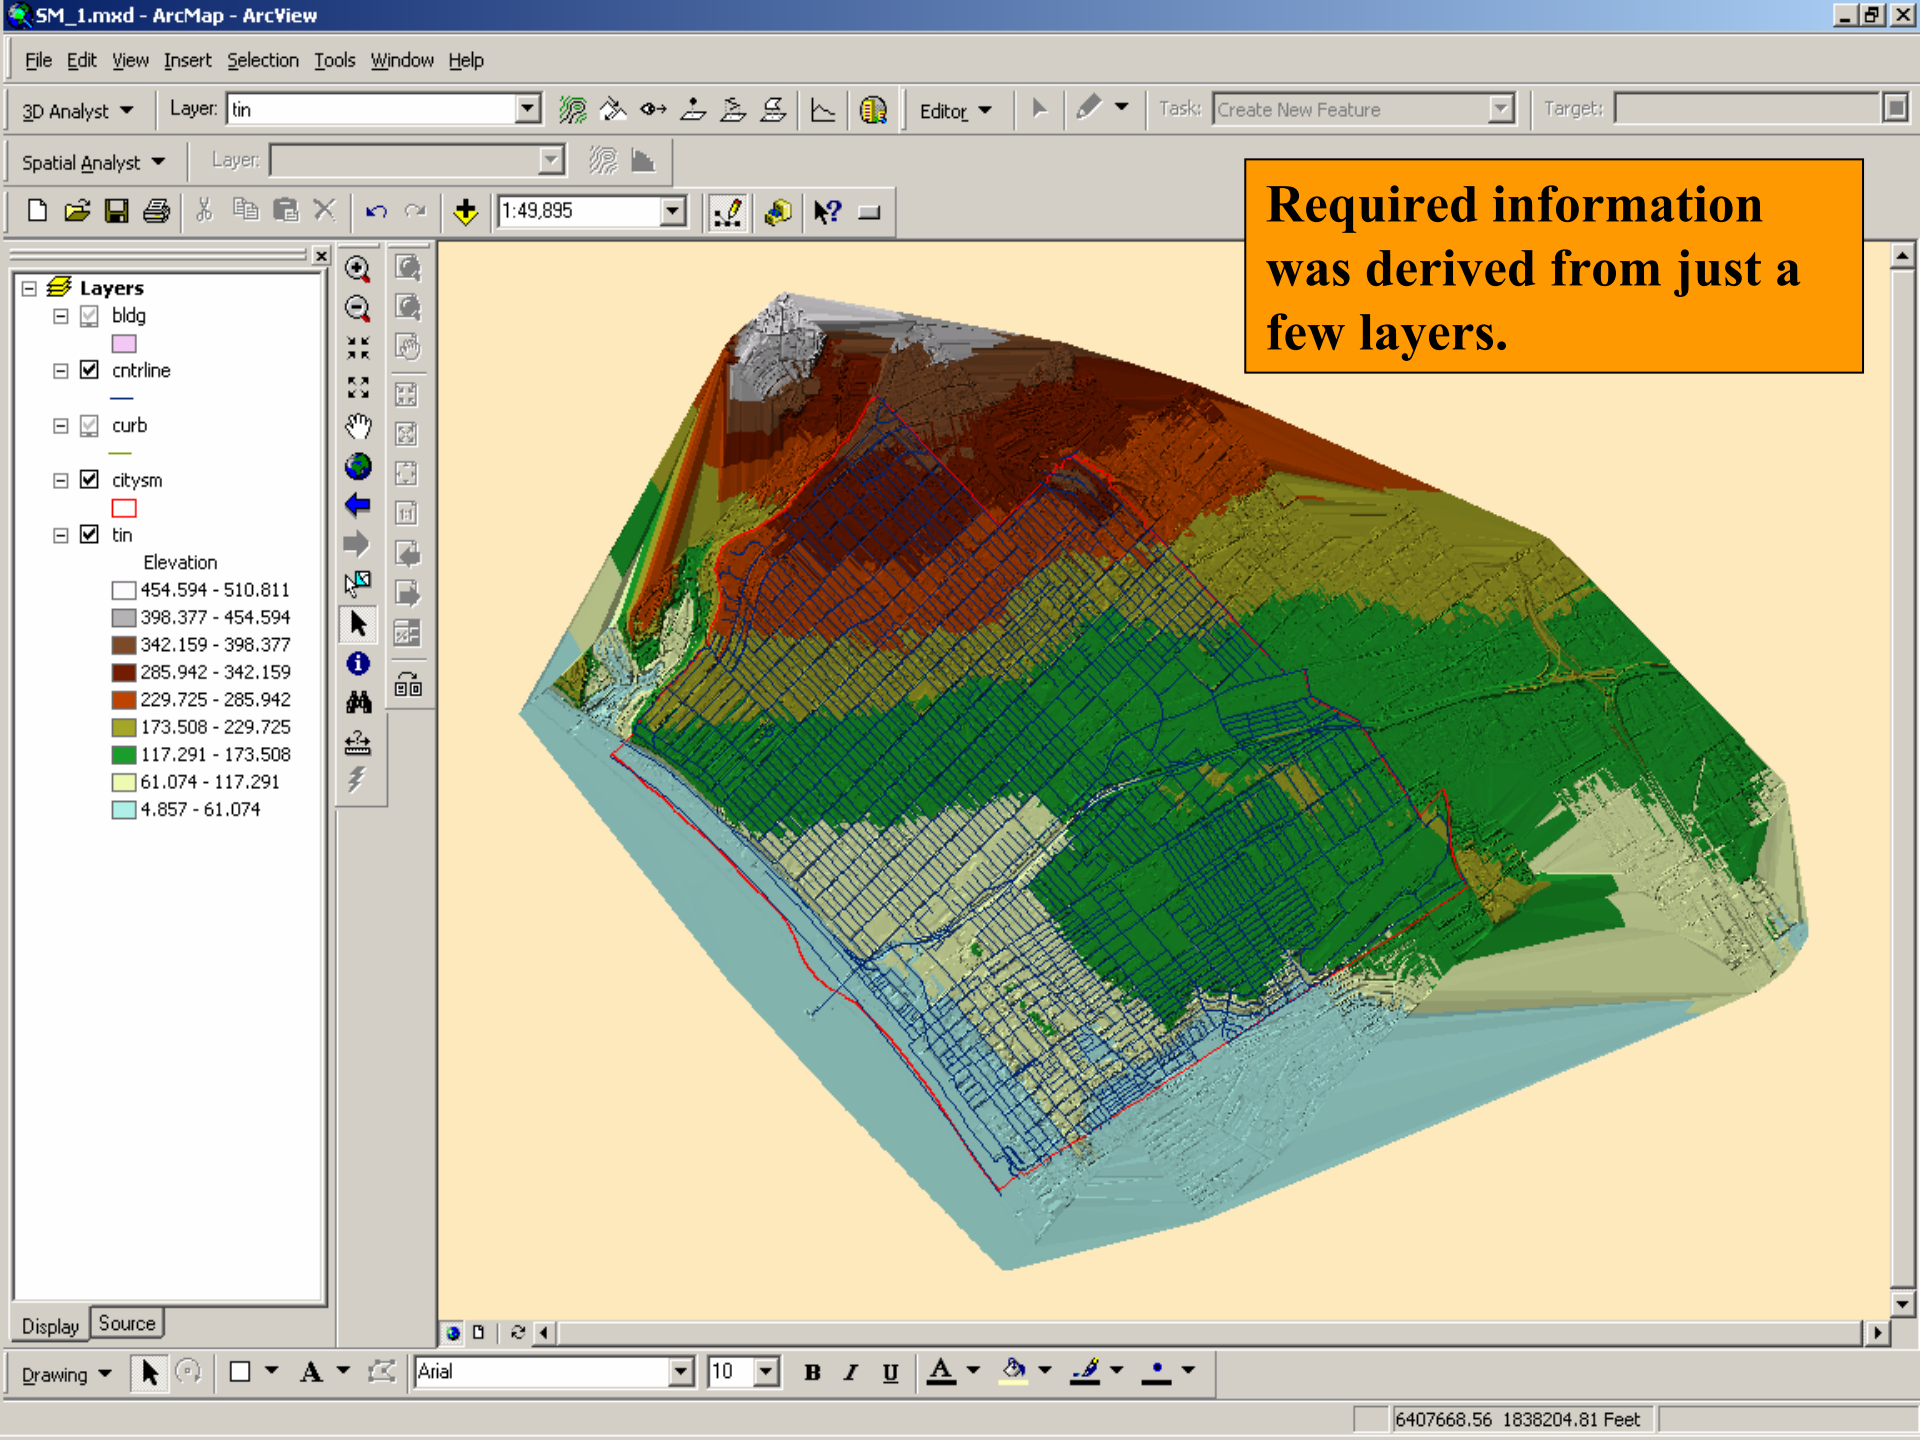 SM_1.mxd - ArcMap - ArcView
File Edit View Insert Selection Tools Window Help
3D Analyst Layer: tin Editor Task: Create New Feature Target:
Spatial Analyst Layer:
1:49,895
Required information
was derived from just a
few layers.
Layers
bldg
cntrline
curb
citysm
tin
Elevation
454.594 - 510.811
398.377 - 454.594
342.159 - 398.377
285.942 - 342.159
229.725 - 285.942
173.508 - 229.725
117.291 - 173.508
61.074 - 117.291
4.857 - 61.074
1:1
Display Source
Drawing A Arial 10 B I U A
6407668.56 1838204.81 Feet